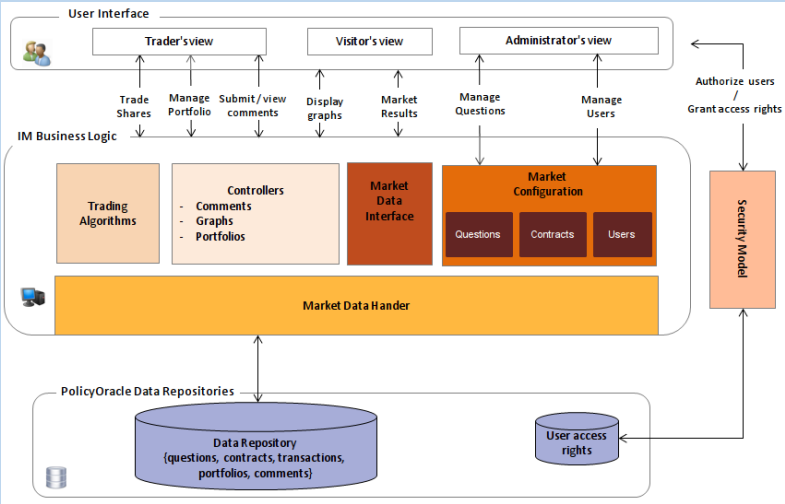 User Interface
Trader's view
Visitor's view
Administrator's view
Trade
Shares
Manage
Portfolio
Submit / view
comments
Display
graphs
Market
Results
Manage
Questions
Manage
Users
Authorize users
/
Grant access rights
IM Business Logic
Trading
Algorithms
Controllers
- Comments
- Graphs
- Portfolios
Market
Data
Interface
Market
Configuration
Questions
Contracts
Users
Security Model
Market Data Hander
PolicyOracle Data Repositories
Data Repository
{questions, contracts, transactions,
portfolios, comments}
User access
rights